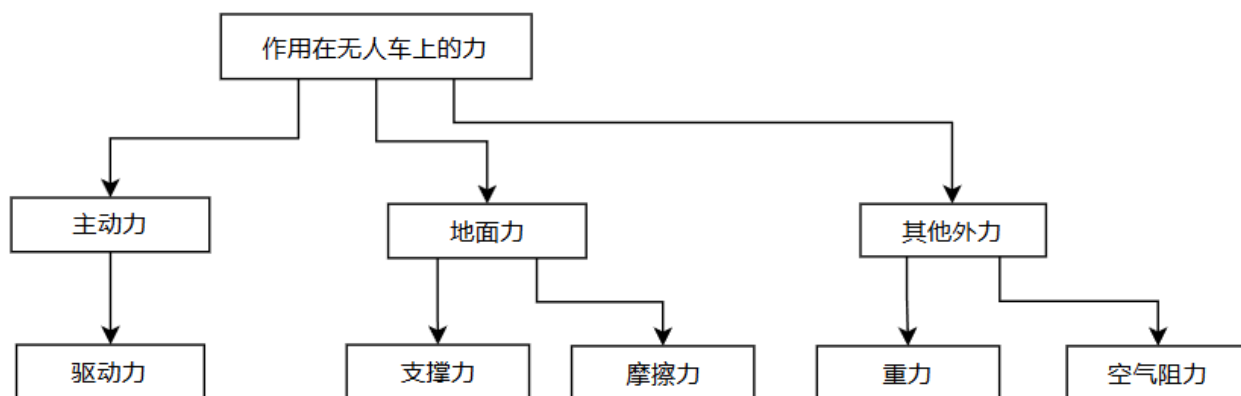 作用在无人车上的力
主动力
地面力
其他外力
驱动力
支撑力
摩擦力
重力
空气阻力